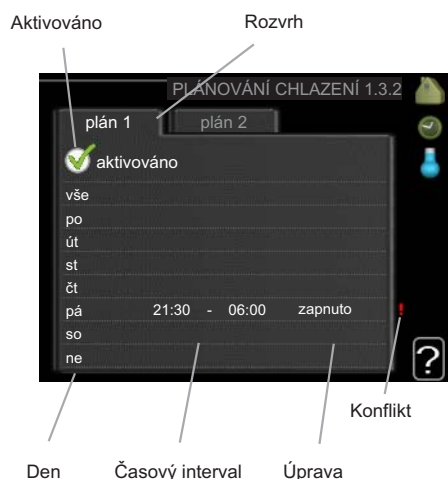 Aktivováno
Rozvrh
PLÁNOVÁNÍ CHLAZENÍ 1.3.2
plán 1
plán 2
aktivováno
vše
po
út
st
čt
pá 21:30 - 06:00 zapnuto !
so
ne
?
Konflikt
Den
Časový interval
Úprava